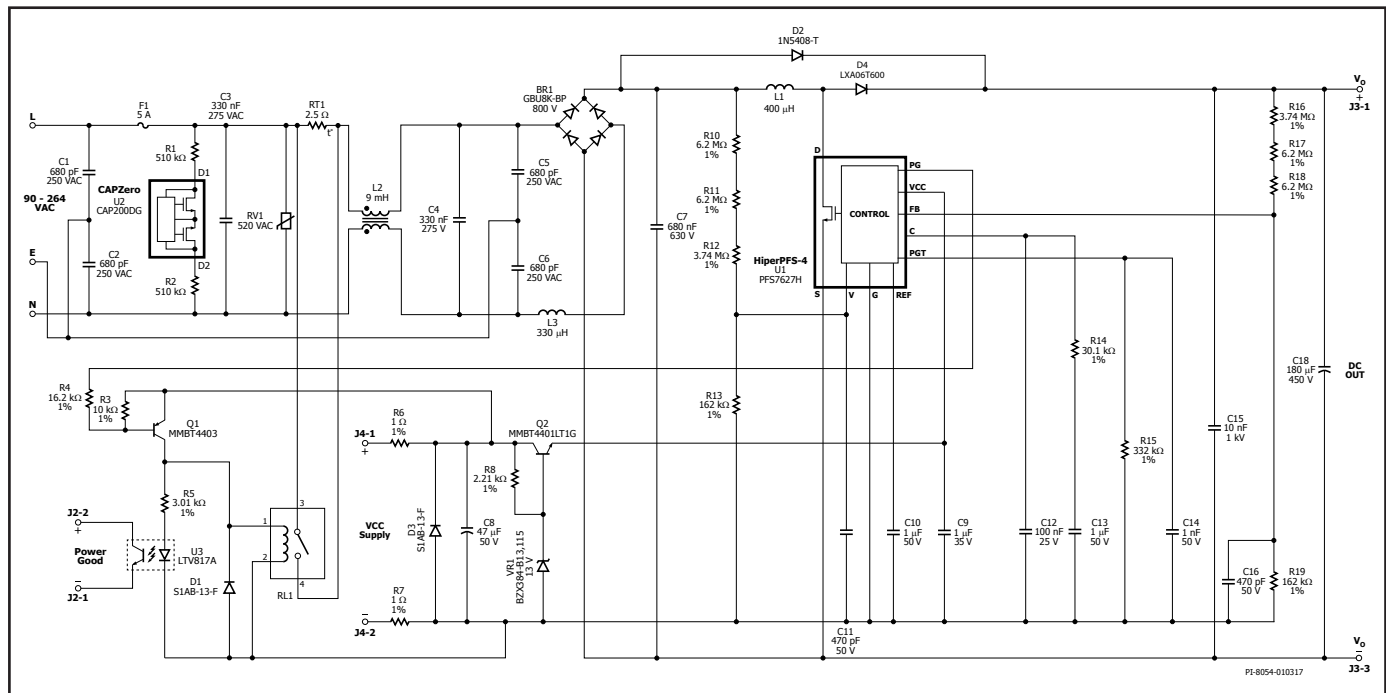 D2
1N5408-T
D4
LXA06T600
L1
400 μH
BR1
GBU8K-BP
800 V
VO
+
J3-1
L
F1
5 A
C3
330 nF
275 VAC
RT1
2.5 Ω
t°
R16
3.74 MΩ
1%
R17
6.2 MΩ
R18
6.2 MΩ
1%
R10
6.2 MΩ
1%
R11
6.2 MΩ
1%
R12
3.74 MΩ
1%
C1
680 pF
250 VAC
R1
510 kΩ
D1
CAPZero
U2
CAP200DG
D2
R2
510 kΩ
90 - 264
VAC
RV1
520 VAC
L2
9 mH
C4
330 nF
275 V
C5
680 pF
250 VAC
C6
680 pF
250 VAC
C7
680 nF
630 V
D
CONTROL
PG
VCC
FB
C
PGT
HiperPFS-4
U1
PFS7627H
S
V
G
REF
E
C2
680 pF
250 VAC
N
L3
330 μH
R14
30.1 kΩ
1%
R4
16.2 kΩ
1%
R3
10 kΩ
1%
Q1
MMBT4403
R6
1 Ω
1%
Q2
MMBT4401LT1G
R13
162 kΩ
1%
C18
180 μF
450 V
DC
OUT
C15
10 nF
1 kV
R15
332 kΩ
1%
J4-1
+
R8
2.21 kΩ
1%
R5
3.01 kΩ
1%
3
1
2
4
RL1
J2-2
+
Power
Good
J2-1
–
U3
LTV817A
D1
S1AB-13-F
VCC
Supply
D3
S1AB-13-F
C8
47 μF
50 V
VR1
BZX384-B13,115
13 V
C10
1 μF
50 V
C9
1 μF
35 V
C12
100 nF
25 V
C13
1 μF
50 V
C14
1 nF
50 V
C16
470 pF
50 V
R19
162 kΩ
1%
R7
1 Ω
1%
–
J4-2
C11
470 pF
50 V
VO
–
J3-3
PI-8054-010317